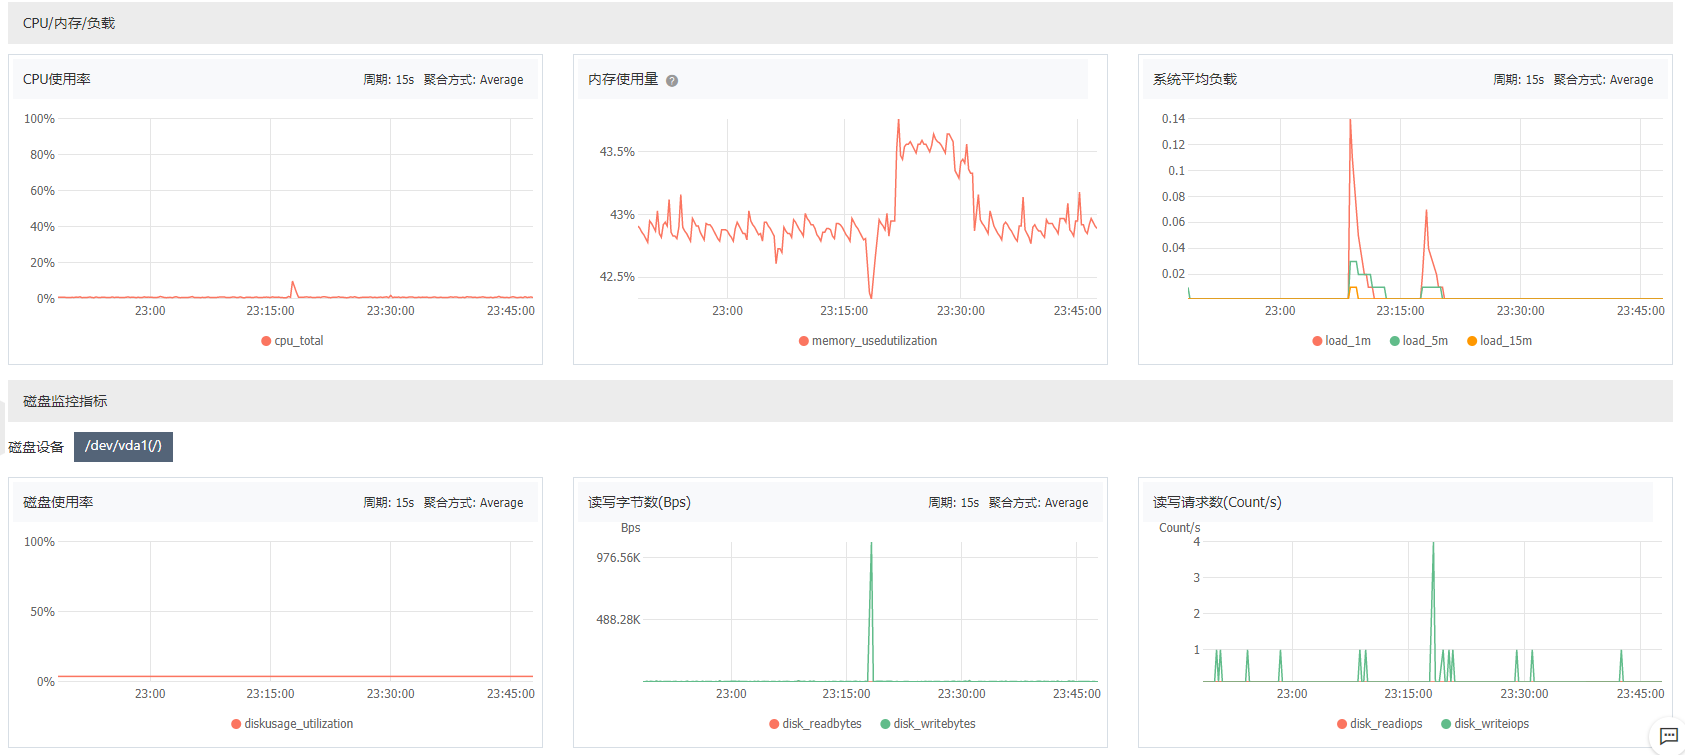 CPU/内存/负载
CPU使用率 周期: 15s 聚合方式: Average
100%
80%
60%
40%
20%
0%
23:00 23:15:00 23:30:00 23:45:00
cpu_total
内存使用量 ?
43.5%
43%
42.5%
23:00 23:15:00 23:30:00 23:45:00
memory_usedutilization
系统平均负载 周期: 15s 聚合方式: Average
0.14
0.12
0.1
0.08
0.06
0.04
0.02
23:00 23:15:00 23:30:00 23:45:00
load_1m load_5m load_15m
磁盘监控指标
磁盘设备 /dev/vda1(/)
磁盘使用率 周期: 15s 聚合方式: Average
100%
50%
0%
23:00 23:15:00 23:30:00 23:45:00
diskusage_utilization
读写字节数(Bps) 周期: 15s 聚合方式: Average
Bps
976.56K
488.28K
23:00 23:15:00 23:30:00 23:45:00
disk_readbytes disk_writebytes
读写请求数(Count/s)
Count/s
4
3
2
1
23:00 23:15:00 23:30:00 23:45:00
disk_readiops disk_writeiops